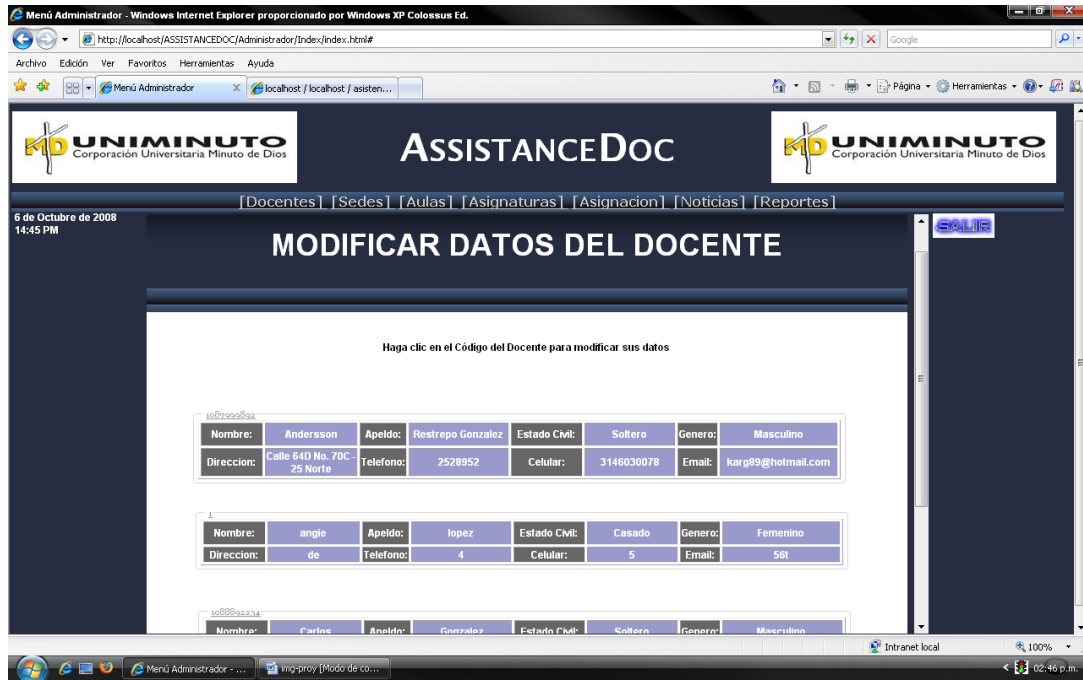 Menú Administrador - Windows Internet Explorer proporcionado por Windows XP Colossus Ed.
http://localhost/ASSISTANCEDOC/Administrador/Index/index.html#
Google
Archivo Edición Ver Favoritos Herramientas Ayuda
Menú Administrador
localhost / localhost / asisten...
Página
Herramientas
UNIMINUTO
Corporación Universitaria Minuto de Dios
ASSISTANCEDOC
UNIMINUTO
Corporación Universitaria Minuto de Dios
[Docentes] [Sedes] [Aulas] [Asignaturas] [Asignacion] [Noticias] [Reportes]
6 de Octubre de 2008
14:45 PM
SALIR
MODIFICAR DATOS DEL DOCENTE
Haga clic en el Código del Docente para modificar sus datos
1087999892
Nombre: Andersson Apeldo: Restrepo Gonzalez Estado Civil: Soltero Genero: Masculino
Direccion: Calle 64D No. 70C - 25 Norte Telefono: 2528952 Celular: 3146030078 Email: karg89@hotmail.com
1
Nombre: angie Apeldo: lopez Estado Civil: Casado Genero: Femenino
Direccion: de Telefono: 4 Celular: 5 Email: 56t
1088892234
Nombre: Carlos Apeldo: Gonzalez Estado Civil: Soltero Genero: Masculino
Intranet local
100%
Menú Administrador - ...
img-proy [Modo de co...
02:46 p.m.